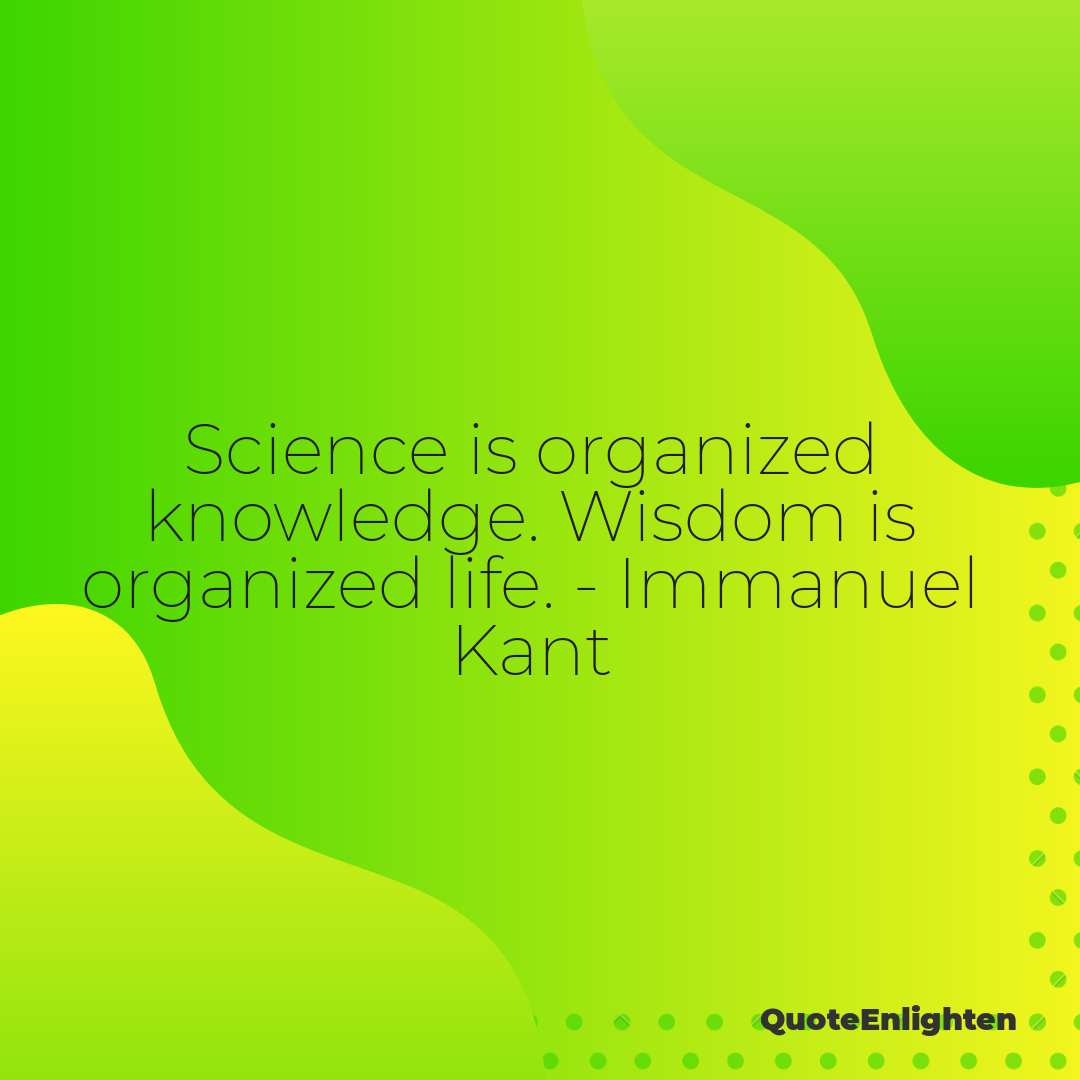 Science is organized
knowledge. Wisdom is
organized life. - Immanuel
Kant
QuoteEnlighten